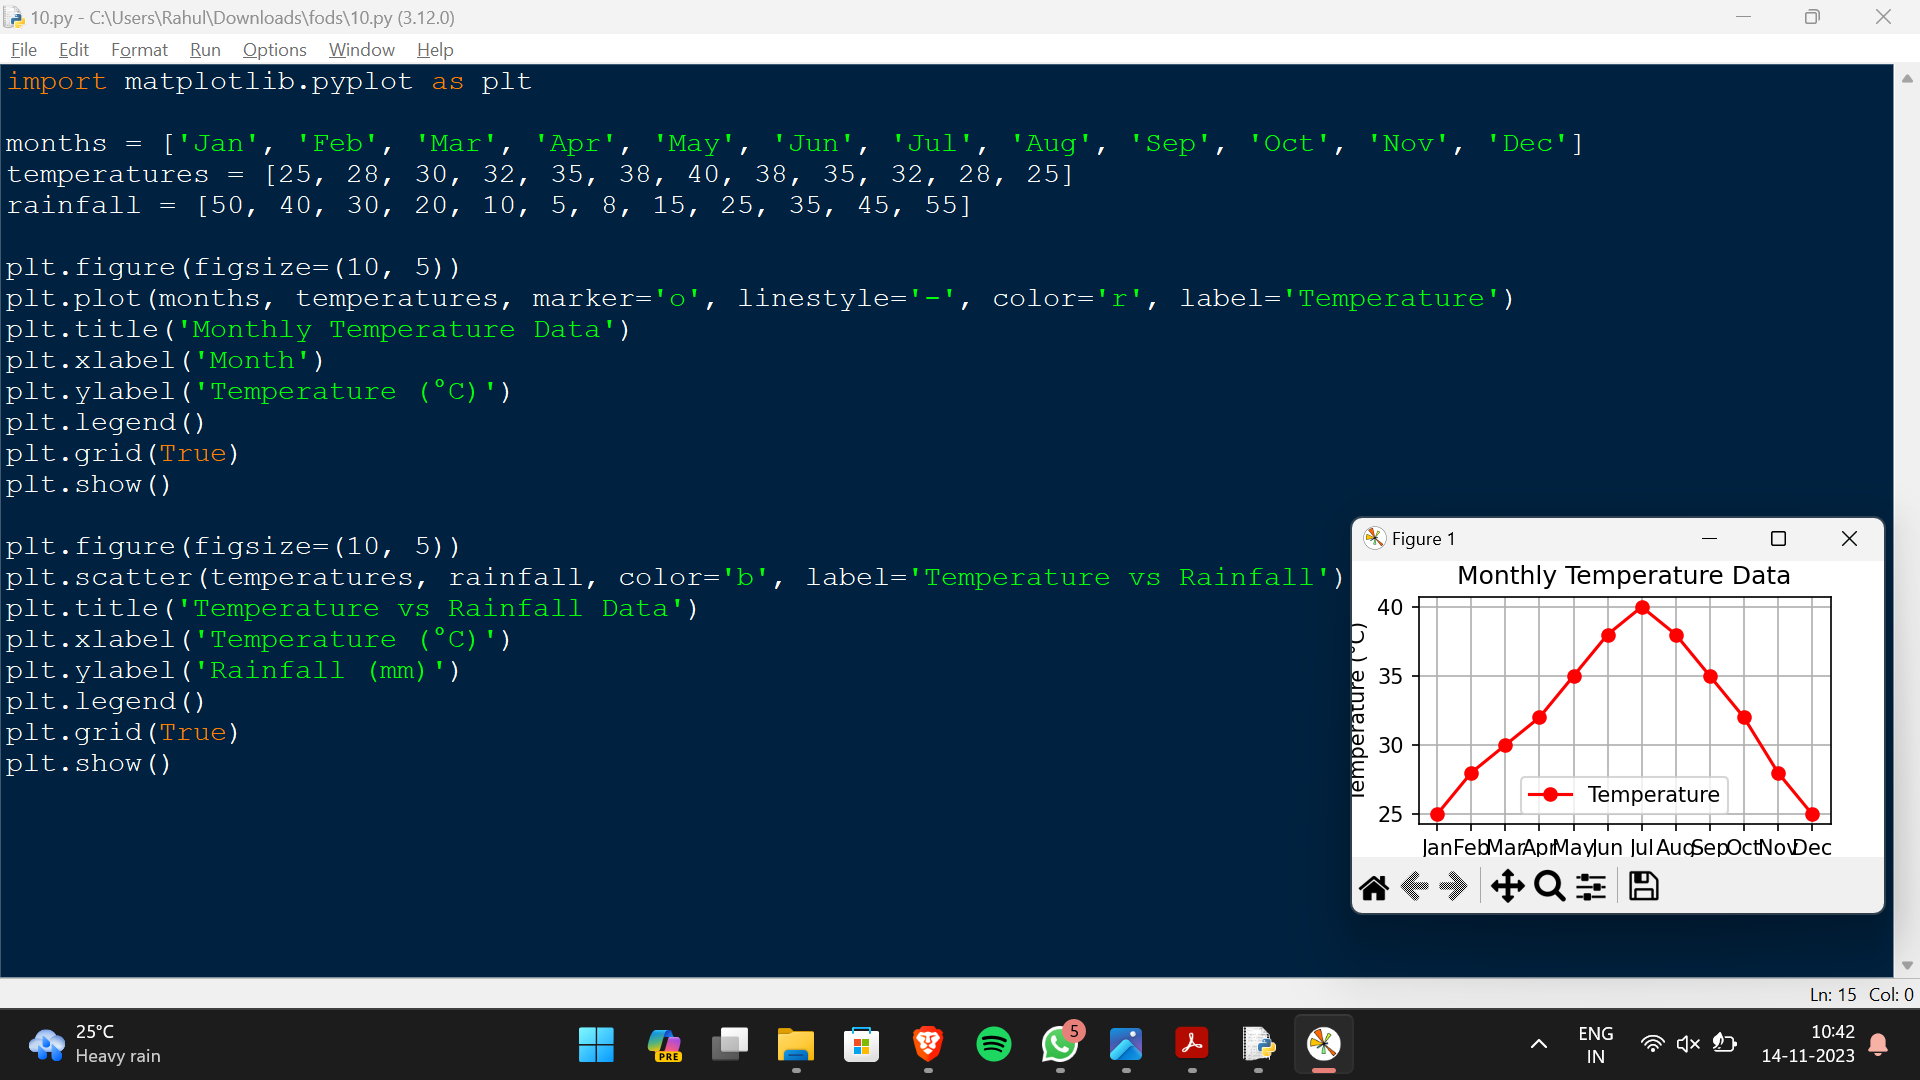 10.py - C:\Users\Rahul\Downloads\fods\10.py (3.12.0)
File Edit Format Run Options Window Help
import matplotlib.pyplot as plt
months = ['Jan', 'Feb', 'Mar', 'Apr', 'May', 'Jun', 'Jul', 'Aug', 'Sep', 'Oct', 'Nov', 'Dec']
temperatures = [25, 28, 30, 32, 35, 38, 40, 38, 35, 32, 28, 25]
rainfall = [50, 40, 30, 20, 10, 5, 8, 15, 25, 35, 45, 55]
plt.figure(figsize=(10, 5))
plt.plot(months, temperatures, marker='o', linestyle='-', color='r', label='Temperature')
plt.title('Monthly Temperature Data')
plt.xlabel('Month')
plt.ylabel('Temperature (°C)')
plt.legend()
plt.grid(True)
plt.show()
plt.figure(figsize=(10, 5))
plt.scatter(temperatures, rainfall, color='b', label='Temperature vs Rainfall')
plt.title('Temperature vs Rainfall Data')
plt.xlabel('Temperature (°C)')
plt.ylabel('Rainfall (mm)')
plt.legend()
plt.grid(True)
plt.show()
Figure 1
Monthly Temperature Data
Temperature (°C)
40
35
30
25
Temperature
Jan Feb Mar Apr May Jun Jul Aug Sep Oct Nov Dec
Ln: 15 Col: 0
25°C
Heavy rain
PRE
5
ENG
IN
10:42
14-11-2023